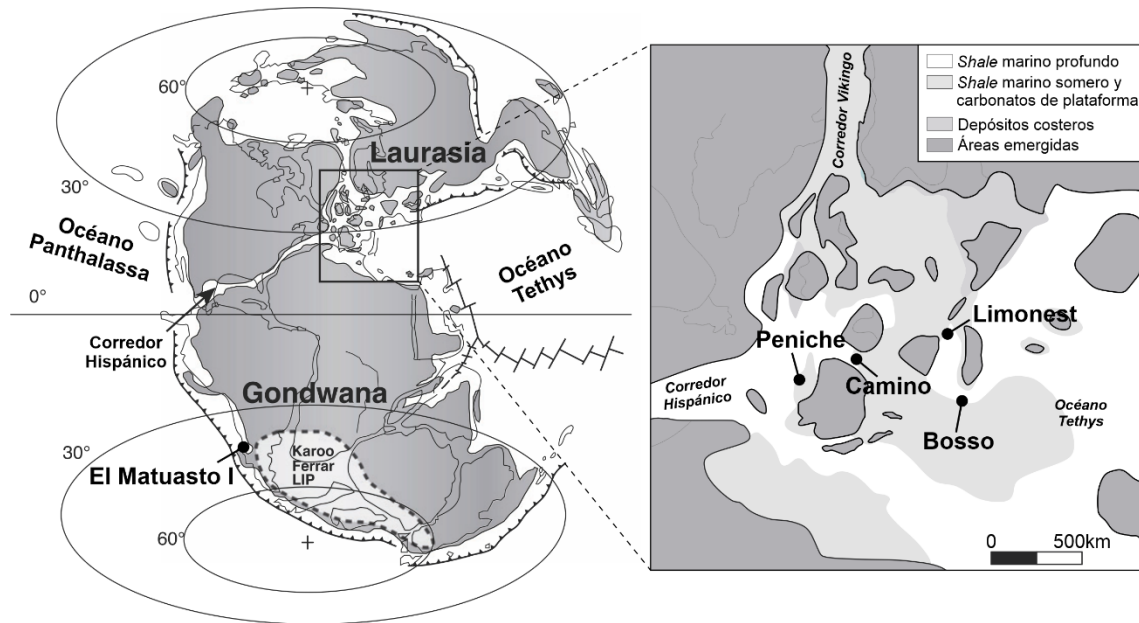 60°
30°
Laurasia
Océano
Panthalassa
Océano
Tethys
0°
Corredor
Hispánico
Gondwana
30°
El Matuasto I
Karoo
Ferrar
LIP
60°
Shale marino profundo
Shale marino somero y
carbonatos de plataforma
Depósitos costeros
Áreas emergidas
Corredor Vikingo
Limonest
Peniche
Camino
Corredor
Hispánico
Océano
Tethys
Bosso
0 500km